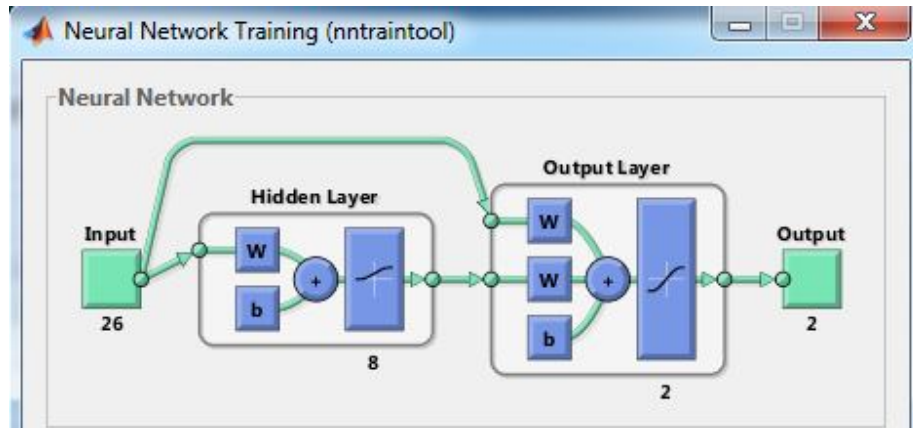 Neural Network Training (nntraintool)
Neural Network
Output Layer
Hidden Layer
Input
W
b
+
W
W
b
+
Output
26
8
2
2